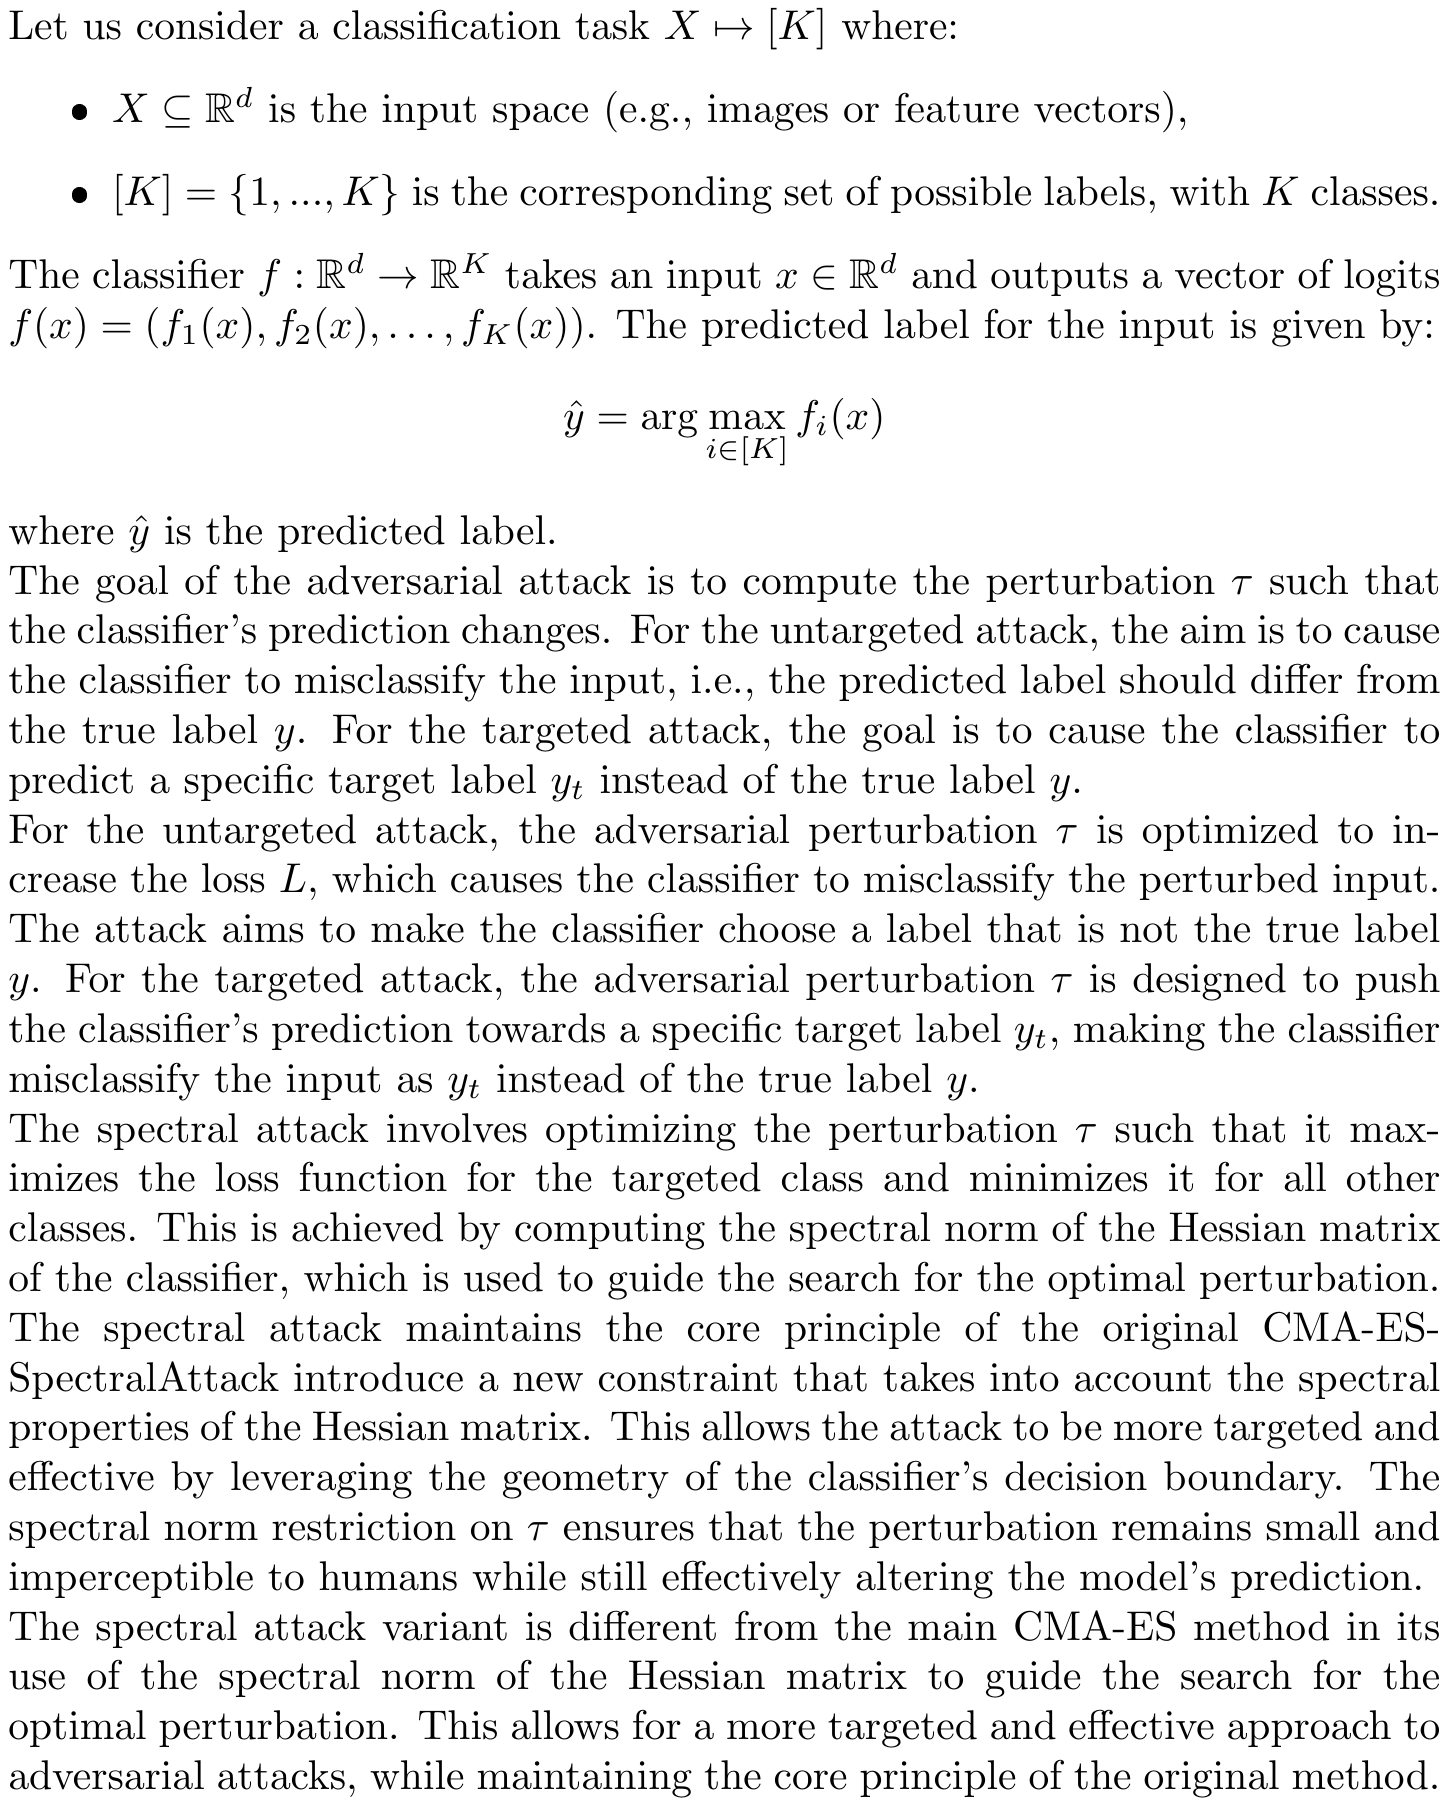 Let us consider a classification task X ↦ [K] where:
• X ⊆ ℝ^d is the input space (e.g., images or feature vectors),
• [K] = {1, ..., K} is the corresponding set of possible labels, with K classes.
The classifier f : ℝ^d → ℝ^K takes an input x ∈ ℝ^d and outputs a vector of logits
f(x) = (f_1(x), f_2(x), . . . , f_K(x)). The predicted label for the input is given by:
ŷ = arg max_{i∈[K]} f_i(x)
where ŷ is the predicted label.
The goal of the adversarial attack is to compute the perturbation τ such that
the classifier's prediction changes. For the untargeted attack, the aim is to cause
the classifier to misclassify the input, i.e., the predicted label should differ from
the true label y. For the targeted attack, the goal is to cause the classifier to
predict a specific target label y_t instead of the true label y.
For the untargeted attack, the adversarial perturbation τ is optimized to in-
crease the loss L, which causes the classifier to misclassify the perturbed input.
The attack aims to make the classifier choose a label that is not the true label
y. For the targeted attack, the adversarial perturbation τ is designed to push
the classifier's prediction towards a specific target label y_t, making the classifier
misclassify the input as y_t instead of the true label y.
The spectral attack involves optimizing the perturbation τ such that it max-
imizes the loss function for the targeted class and minimizes it for all other
classes. This is achieved by computing the spectral norm of the Hessian matrix
of the classifier, which is used to guide the search for the optimal perturbation.
The spectral attack maintains the core principle of the original CMA-ES-
SpectralAttack introduce a new constraint that takes into account the spectral
properties of the Hessian matrix. This allows the attack to be more targeted and
effective by leveraging the geometry of the classifier's decision boundary. The
spectral norm restriction on τ ensures that the perturbation remains small and
imperceptible to humans while still effectively altering the model's prediction.
The spectral attack variant is different from the main CMA-ES method in its
use of the spectral norm of the Hessian matrix to guide the search for the
optimal perturbation. This allows for a more targeted and effective approach to
adversarial attacks, while maintaining the core principle of the original method.